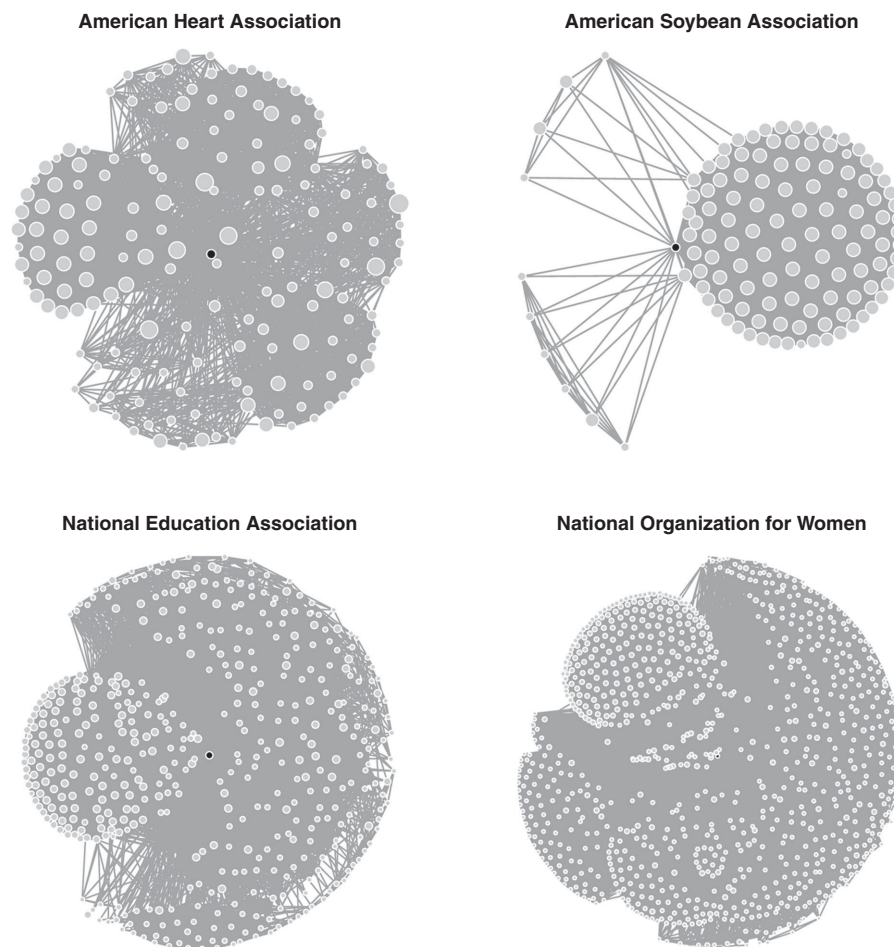 American Heart Association
American Soybean Association
National Education Association
National Organization for Women